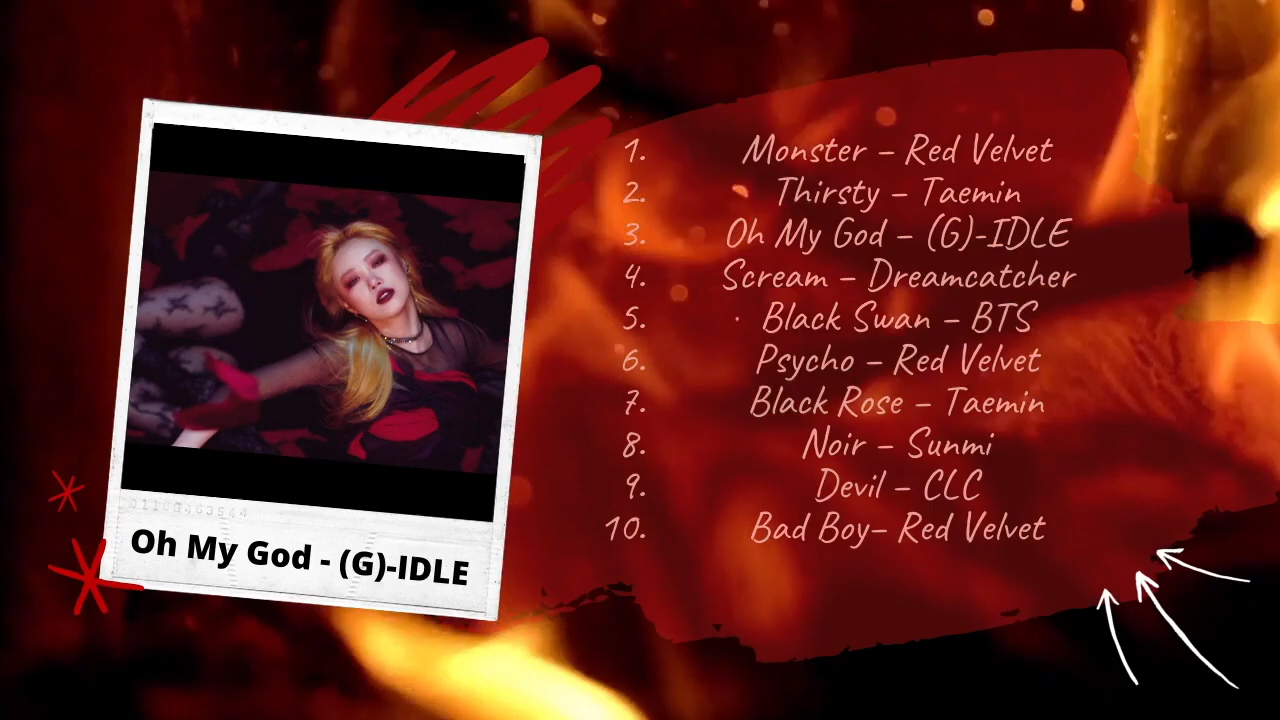 1. Monster – Red Velvet
2. Thirsty – Taemin
3. Oh My God – (G)-IDLE
4. Scream – Dreamcatcher
5. Black Swan – BTS
6. Psycho – Red Velvet
7. Black Rose – Taemin
8. Noir – Sunmi
9. Devil – CLC
10. Bad Boy– Red Velvet
Oh My God - (G)-IDLE